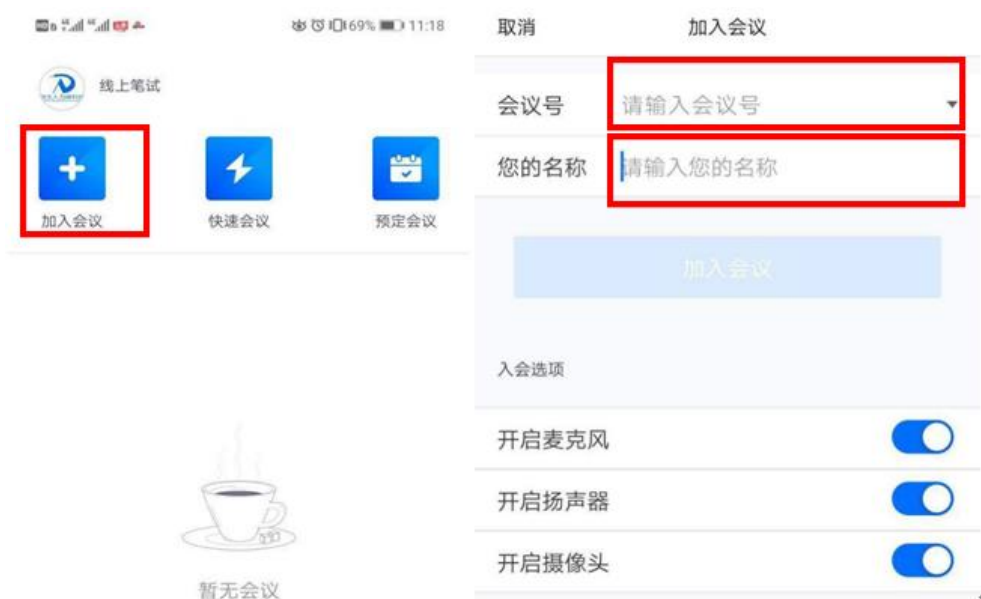 69% 11:18
线上笔试
加入会议
快速会议
预定会议
暂无会议
取消
加入会议
会议号
请输入会议号
您的名称
请输入您的名称
加入会议
入会选项
开启麦克风
开启扬声器
开启摄像头